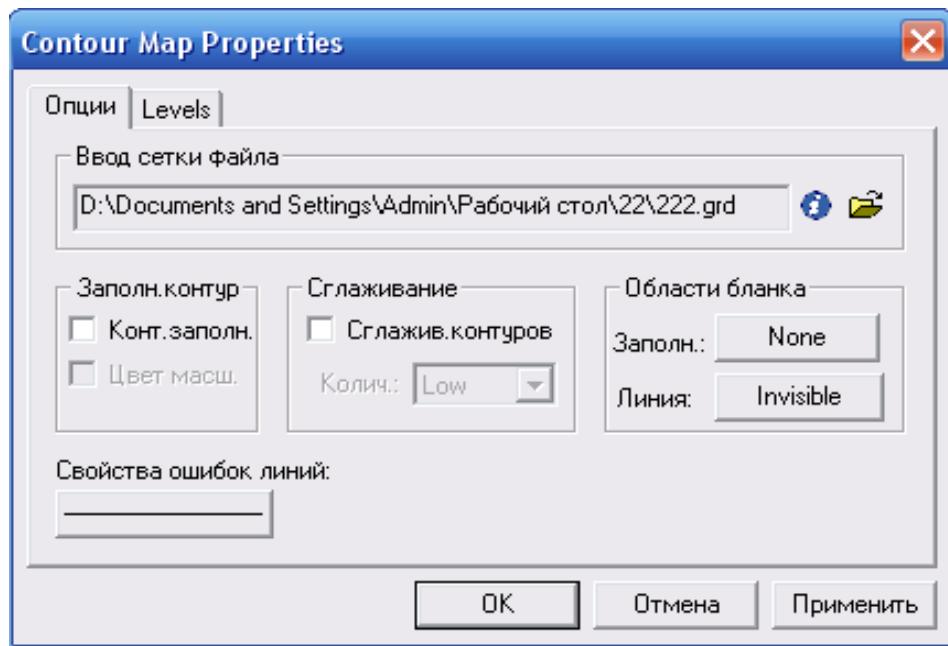 Contour Map Properties
Опции
Levels
Ввод сетки файла
D:\Documents and Settings\Admin\Рабочий стол\22\222.grd
Заполн.контур
Конт.заполн.
Цвет масш.
Сглаживание
Сглажив.контуров
Колич.: Low
Области бланка
Заполн.: None
Линия: Invisible
Свойства ошибок линий:
OK
Отмена
Применить